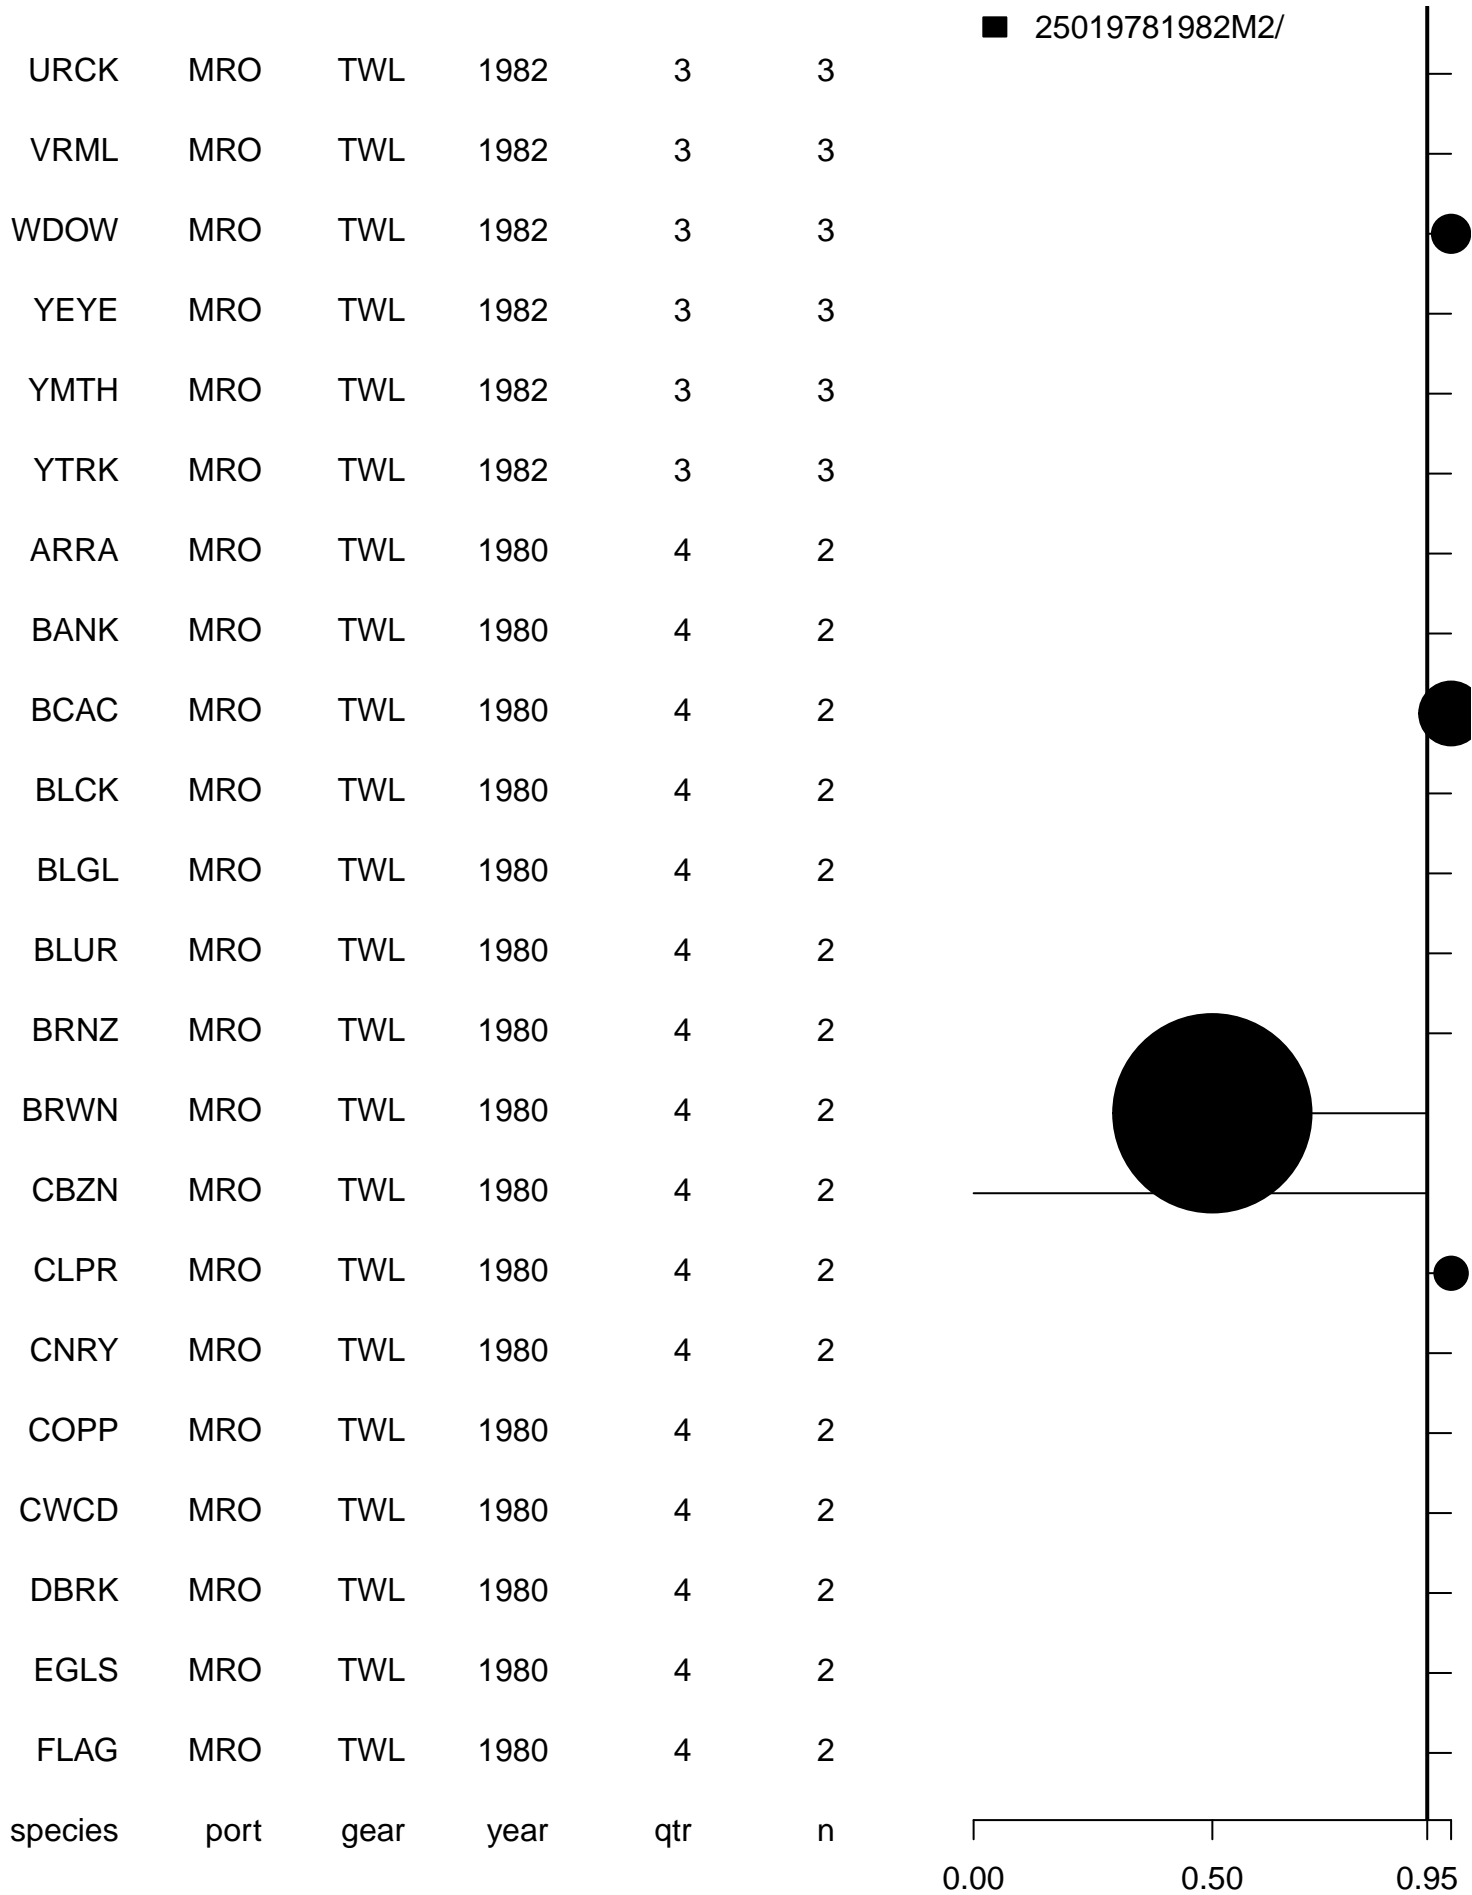 25019781982M2/
URCK MRO TWL 1982 3 3
VRML MRO TWL 1982 3 3
WDOW MRO TWL 1982 3 3
YEYE MRO TWL 1982 3 3
YMTH MRO TWL 1982 3 3
YTRK MRO TWL 1982 3 3
ARRA MRO TWL 1980 4 2
BANK MRO TWL 1980 4 2
BCAC MRO TWL 1980 4 2
BLCK MRO TWL 1980 4 2
BLGL MRO TWL 1980 4 2
BLUR MRO TWL 1980 4 2
BRNZ MRO TWL 1980 4 2
BRWN MRO TWL 1980 4 2
CBZN MRO TWL 1980 4 2
CLPR MRO TWL 1980 4 2
CNRY MRO TWL 1980 4 2
COPP MRO TWL 1980 4 2
CWCD MRO TWL 1980 4 2
DBRK MRO TWL 1980 4 2
EGLS MRO TWL 1980 4 2
FLAG MRO TWL 1980 4 2
species port gear year qtr n
0.00 0.50 0.95